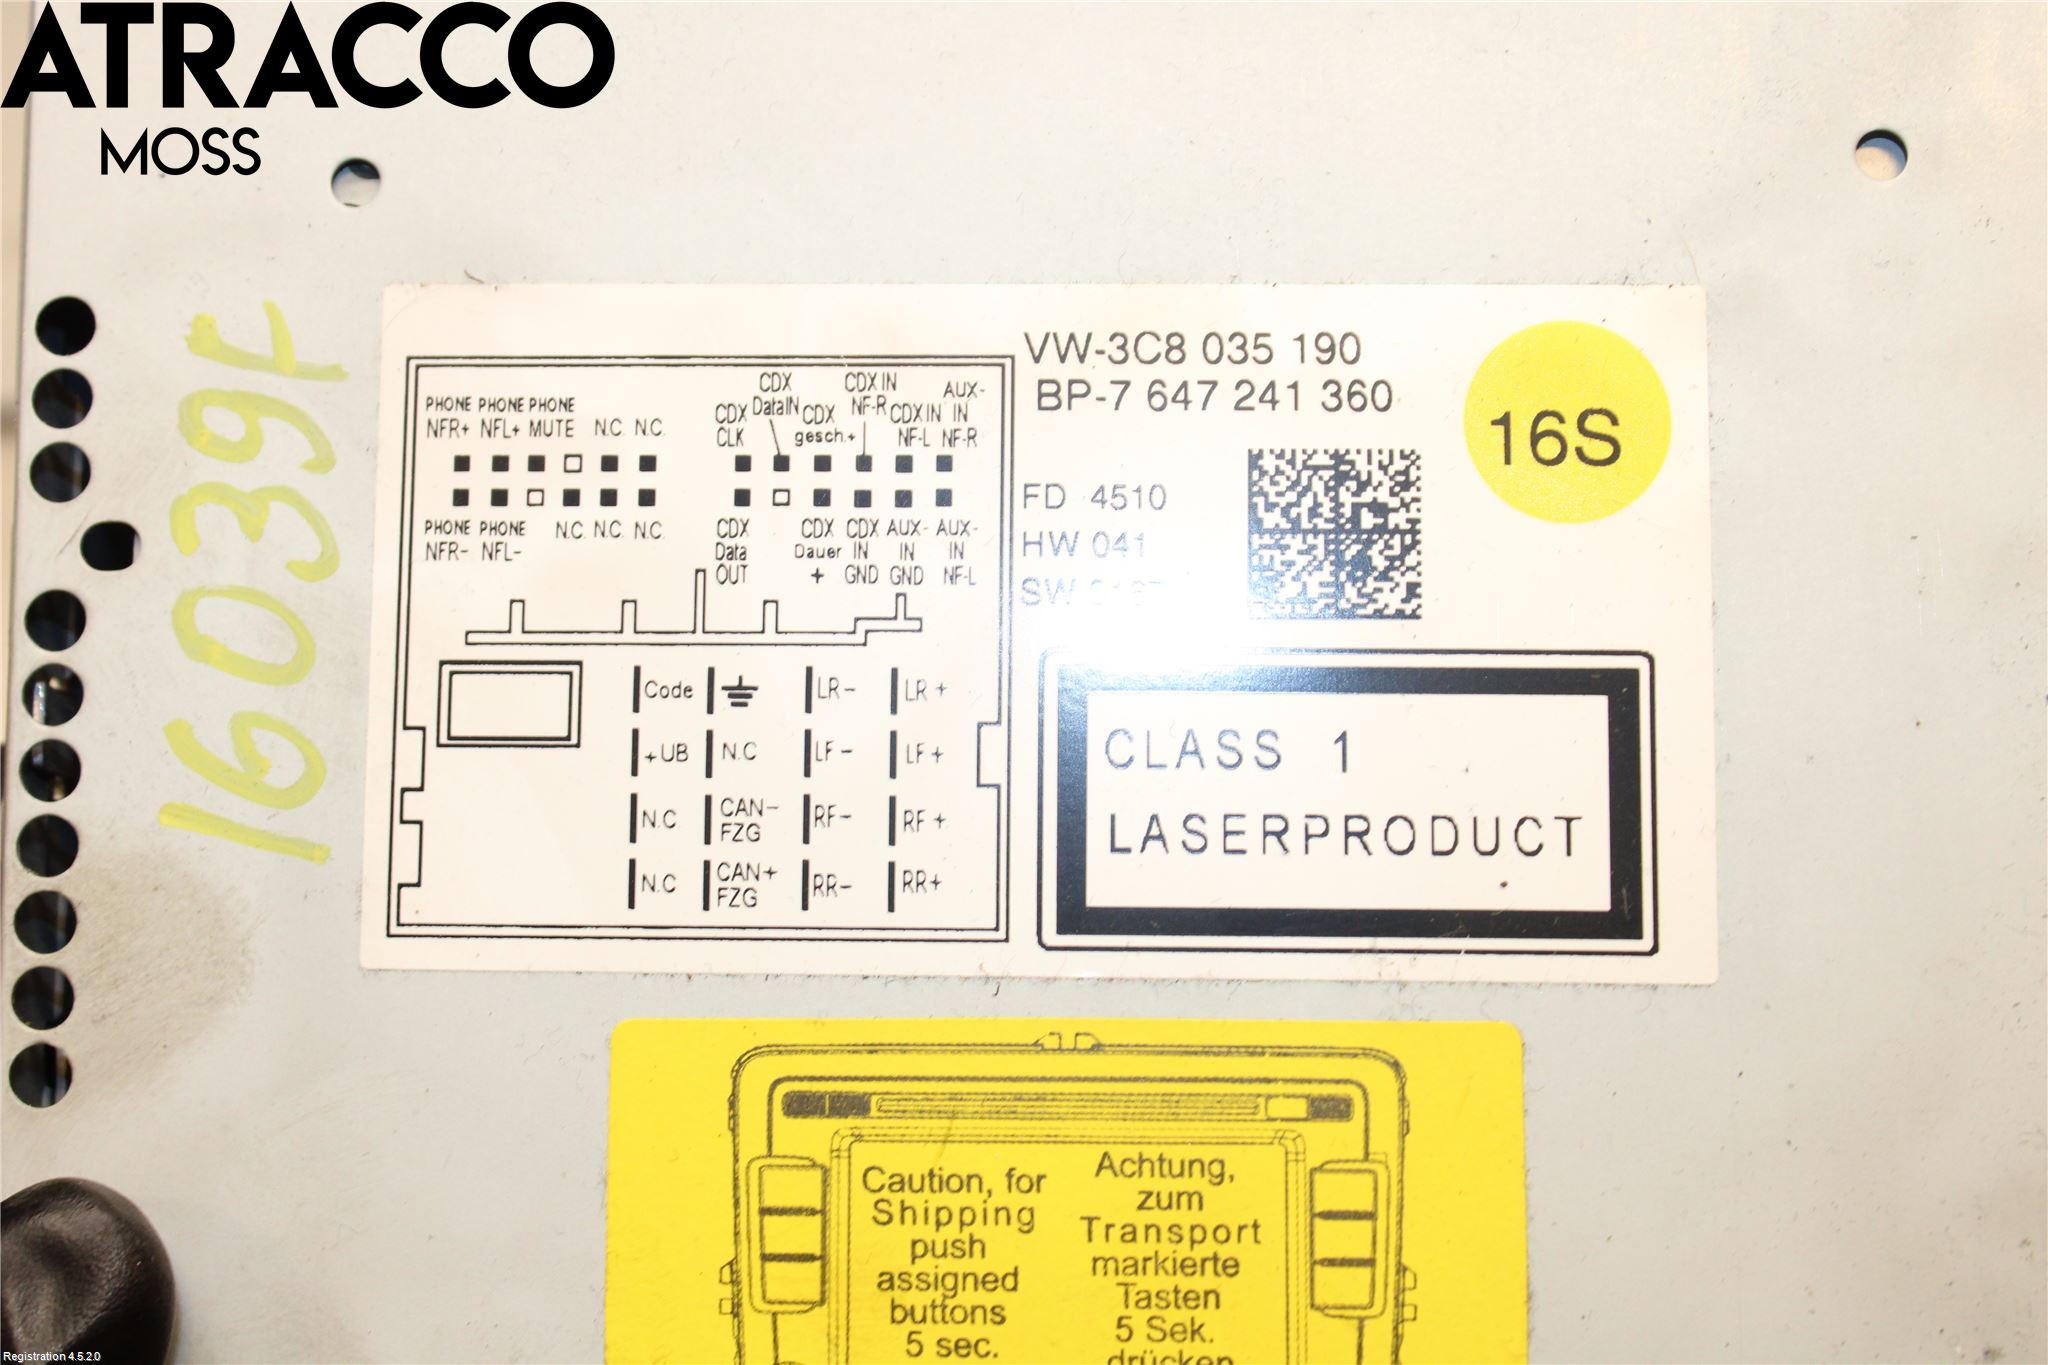 ATRACCO
MOSS
16039F
VW-3C8 035 190
BP-7 647 241 360
16S
FD 4510
HW 041
PHONE PHONE PHONE
NFR+ NFL+ MUTE N.C. N.C.
CDX
CLK
CDX
DataIN
CDX
gesch.+
CDX IN
NF-R
CDX IN
NF-L
AUX-
IN
NF-R
PHONE PHONE
NFR- NFL-
N.C. N.C. N.C.
CDX
Data
OUT
CDX
Dauer
+
CDX
IN
GND
AUX-
IN
GND
AUX-
IN
NF-L
Code LR- LR +
+UB N.C LF- LF+
N.C CAN-
FZG RF- RF+
N.C CAN+
FZG RR- RR+
CLASS 1
LASERPRODUCT
Caution, for
Shipping
push
assigned
buttons
5 sec.
Achtung,
zum
Transport
markierte
Tasten
5 Sek.
drücken
Registration 4.5.2.0